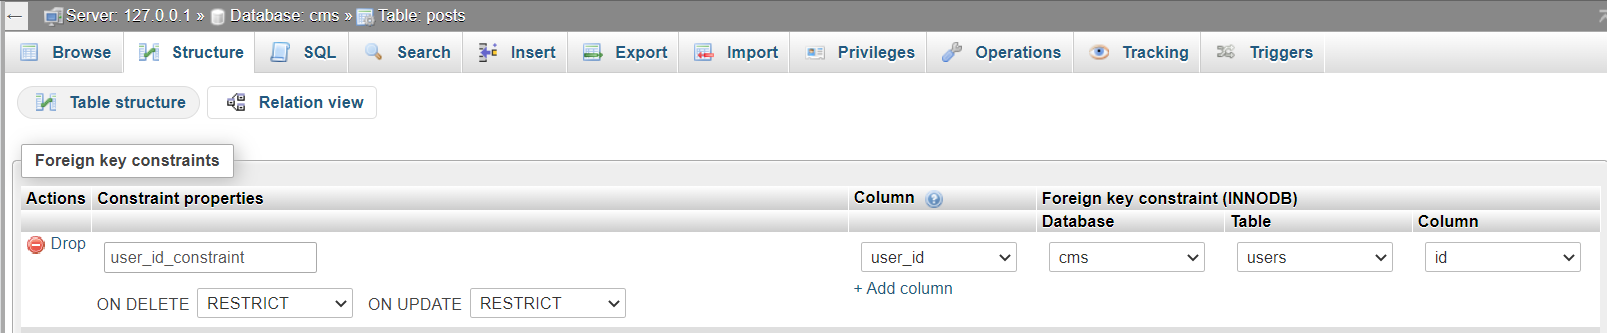 ← Server: 127.0.0.1 » Database: cms » Table: posts
Browse Structure SQL Search Insert Export Import Privileges Operations Tracking Triggers
Table structure Relation view
Foreign key constraints
Actions Constraint properties Column Foreign key constraint (INNODB)
Database Table Column
Drop user_id_constraint user_id cms users id
+ Add column
ON DELETE RESTRICT ON UPDATE RESTRICT